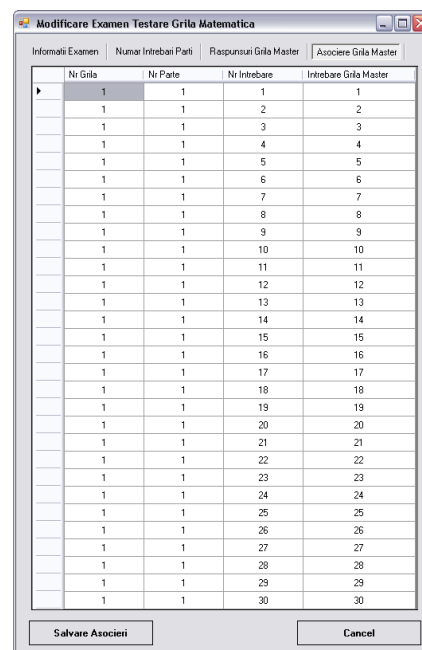 Modificare Examen Testare Grila Matematica
Informatii Examen Numar Intrebari Parti Raspunsuri Grila Master Asociere Grila Master
Nr Grila Nr Parte Nr Intrebare Intrebare Grila Master
1 1 1 1
1 1 2 2
1 1 3 3
1 1 4 4
1 1 5 5
1 1 6 6
1 1 7 7
1 1 8 8
1 1 9 9
1 1 10 10
1 1 11 11
1 1 12 12
1 1 13 13
1 1 14 14
1 1 15 15
1 1 16 16
1 1 17 17
1 1 18 18
1 1 19 19
1 1 20 20
1 1 21 21
1 1 22 22
1 1 23 23
1 1 24 24
1 1 25 25
1 1 26 26
1 1 27 27
1 1 28 28
1 1 29 29
1 1 30 30
Salvare Asocieri Cancel